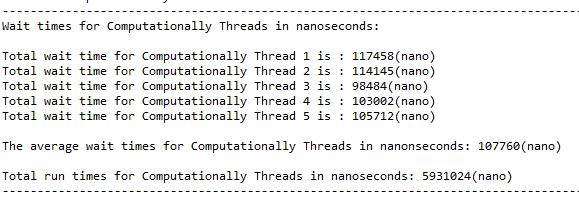 --------------------------------------------------------------------------------
Wait times for Computationally Threads in nanoseconds:
Total wait time for Computationally Thread 1 is : 117458(nano)
Total wait time for Computationally Thread 2 is : 114145(nano)
Total wait time for Computationally Thread 3 is : 98484(nano)
Total wait time for Computationally Thread 4 is : 103002(nano)
Total wait time for Computationally Thread 5 is : 105712(nano)
The average wait times for Computationally Threads in nanonseconds: 107760(nano)
Total run times for Computationally Threads in nanoseconds: 5931024(nano)
--------------------------------------------------------------------------------